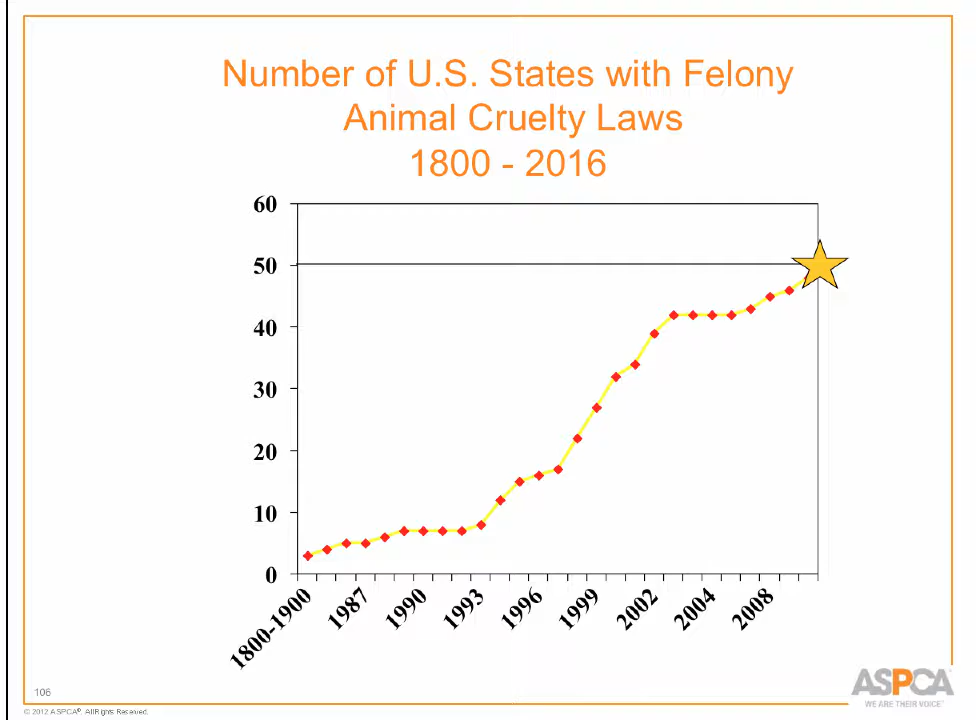 Number of U.S. States with Felony
Animal Cruelty Laws
1800 - 2016
60
50
40
30
20
10
0
1800-1900
1987
1990
1993
1996
1999
2002
2004
2008
106
© 2012 ASPCA®. All Rights Reserved.
ASPCA
WE ARE THEIR VOICE™